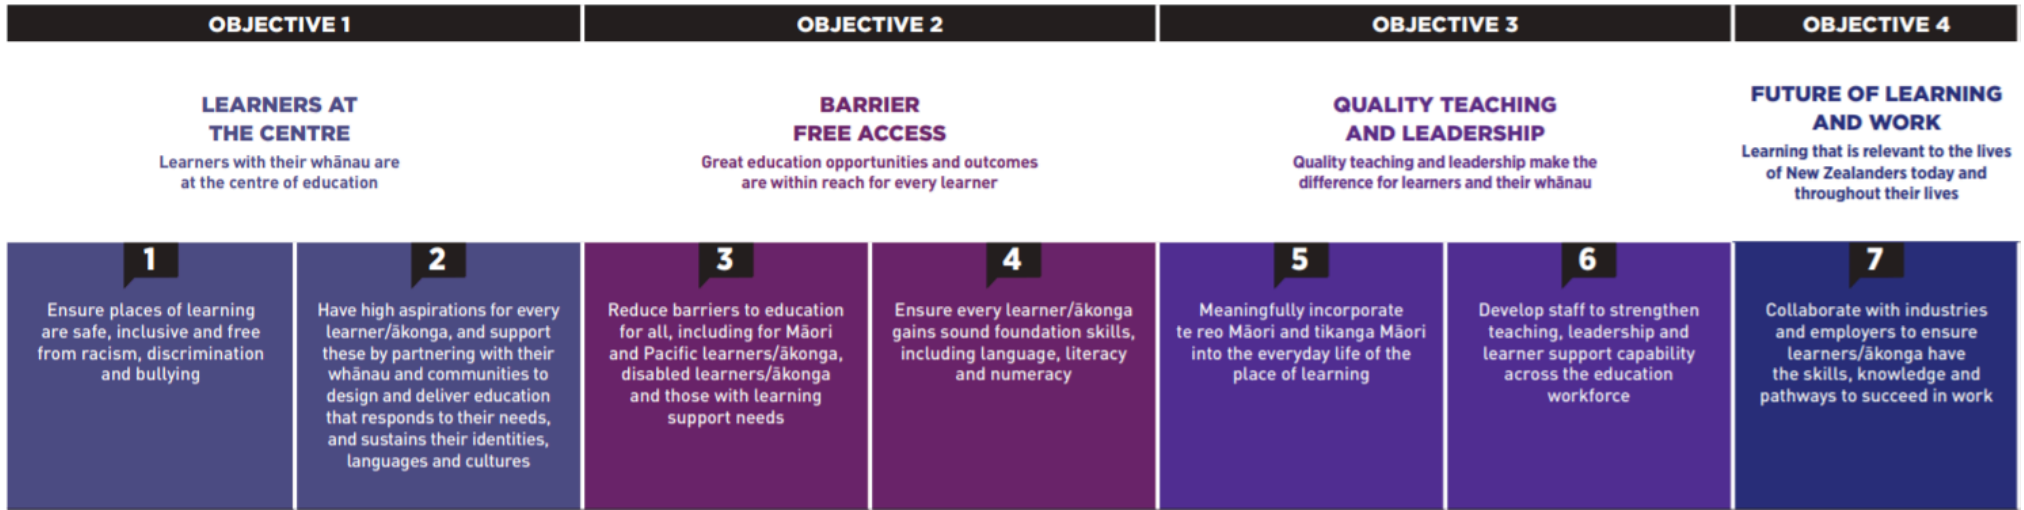 OBJECTIVE 1
LEARNERS AT
THE CENTRE
Learners with their whānau are
at the centre of education
1
Ensure places of learning
are safe, inclusive and free
from racism, discrimination
and bullying
2
Have high aspirations for every
learner/ākonga, and support
these by partnering with their
whānau and communities to
design and deliver education
that responds to their needs,
and sustains their identities,
languages and cultures
OBJECTIVE 2
BARRIER
FREE ACCESS
Great education opportunities and outcomes
are within reach for every learner
3
Reduce barriers to education
for all, including for Māori
and Pacific learners/ākonga,
disabled learners/ākonga
and those with learning
support needs
4
Ensure every learner/ākonga
gains sound foundation skills,
including language, literacy
and numeracy
OBJECTIVE 3
QUALITY TEACHING
AND LEADERSHIP
Quality teaching and leadership make the
difference for learners and their whānau
5
Meaningfully incorporate
te reo Māori and tikanga Māori
into the everyday life of the
place of learning
6
Develop staff to strengthen
teaching, leadership and
learner support capability
across the education
workforce
OBJECTIVE 4
FUTURE OF LEARNING
AND WORK
Learning that is relevant to the lives
of New Zealanders today and
throughout their lives
7
Collaborate with industries
and employers to ensure
learners/ākonga have
the skills, knowledge and
pathways to succeed in work